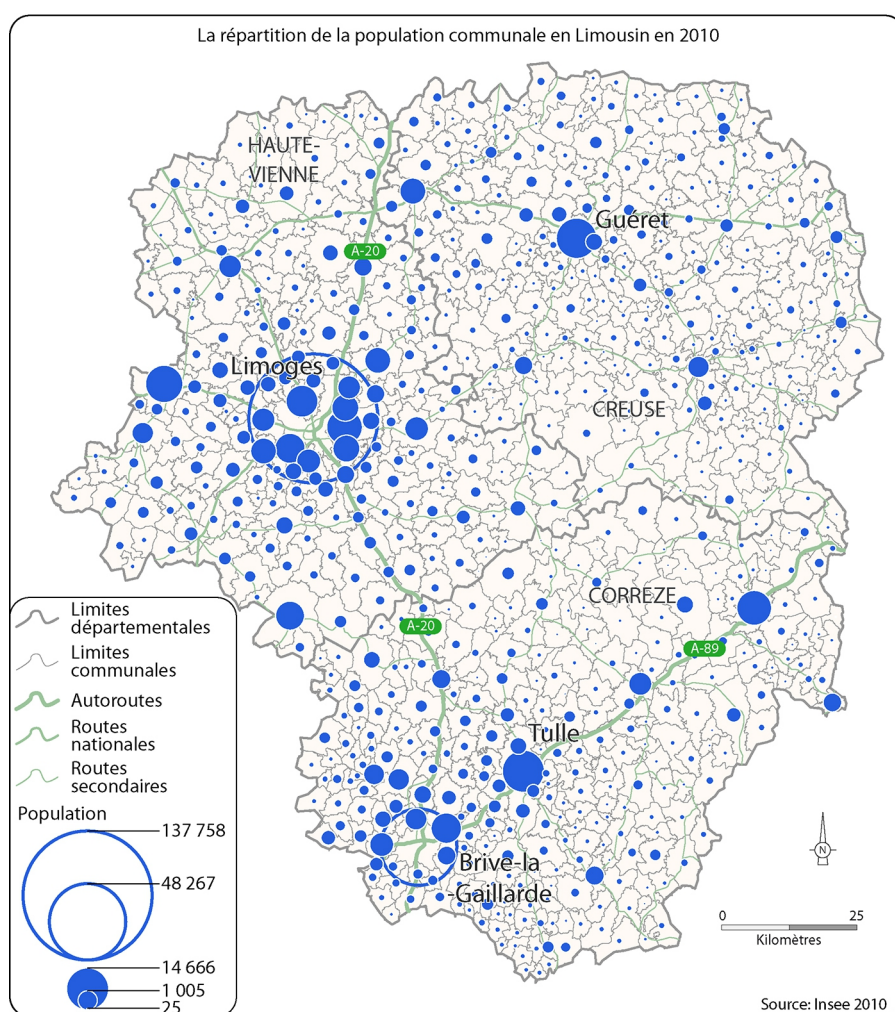 La répartition de la population communale en Limousin en 2010
HAUTE-
VIENNE
Guéret
A-20
Limoges
CREUSE
CORREZE
A-20
A-89
Tulle
Brive-la
-Gaillarde
Limites
départementales
Limites
communales
Autoroutes
Routes
nationales
Routes
secondaires
Population
137 758
48 267
14 666
1 005
25
N
0 25
Kilomètres
Source: Insee 2010